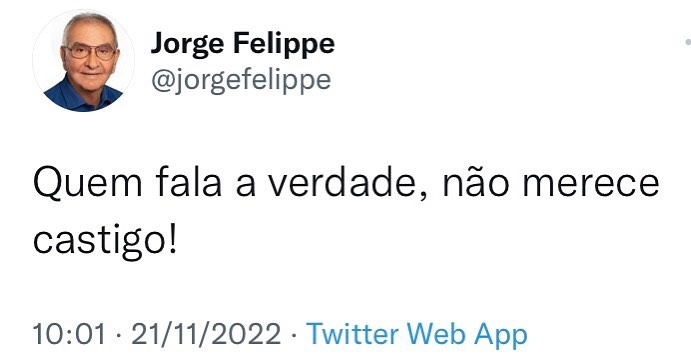 Jorge Felippe
@jorgefelippe
Quem fala a verdade, não merece
castigo!
10:01 · 21/11/2022 · Twitter Web App